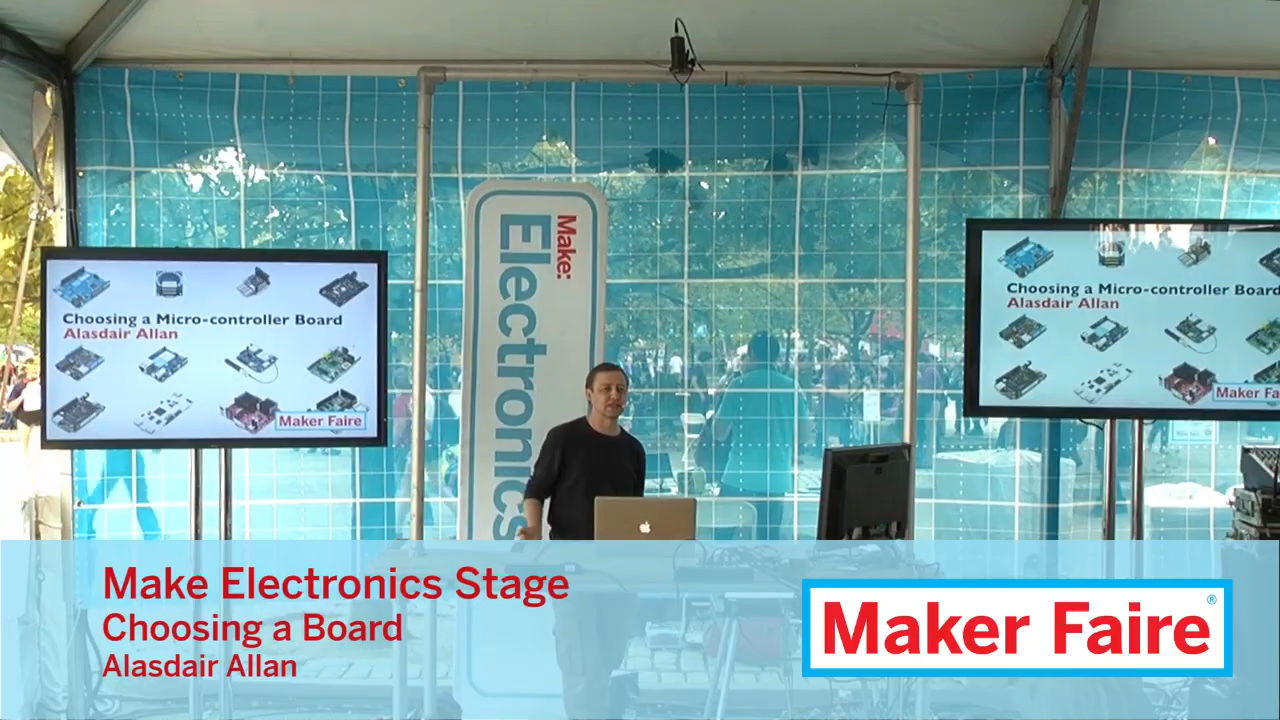 Make:
Electronics
Choosing a Micro-controller Board
Alasdair Allan
Maker Faire
Choosing a Micro-controller Board
Alasdair Allan
Maker Fa
Make Electronics Stage
Choosing a Board
Alasdair Allan
Maker Faire®